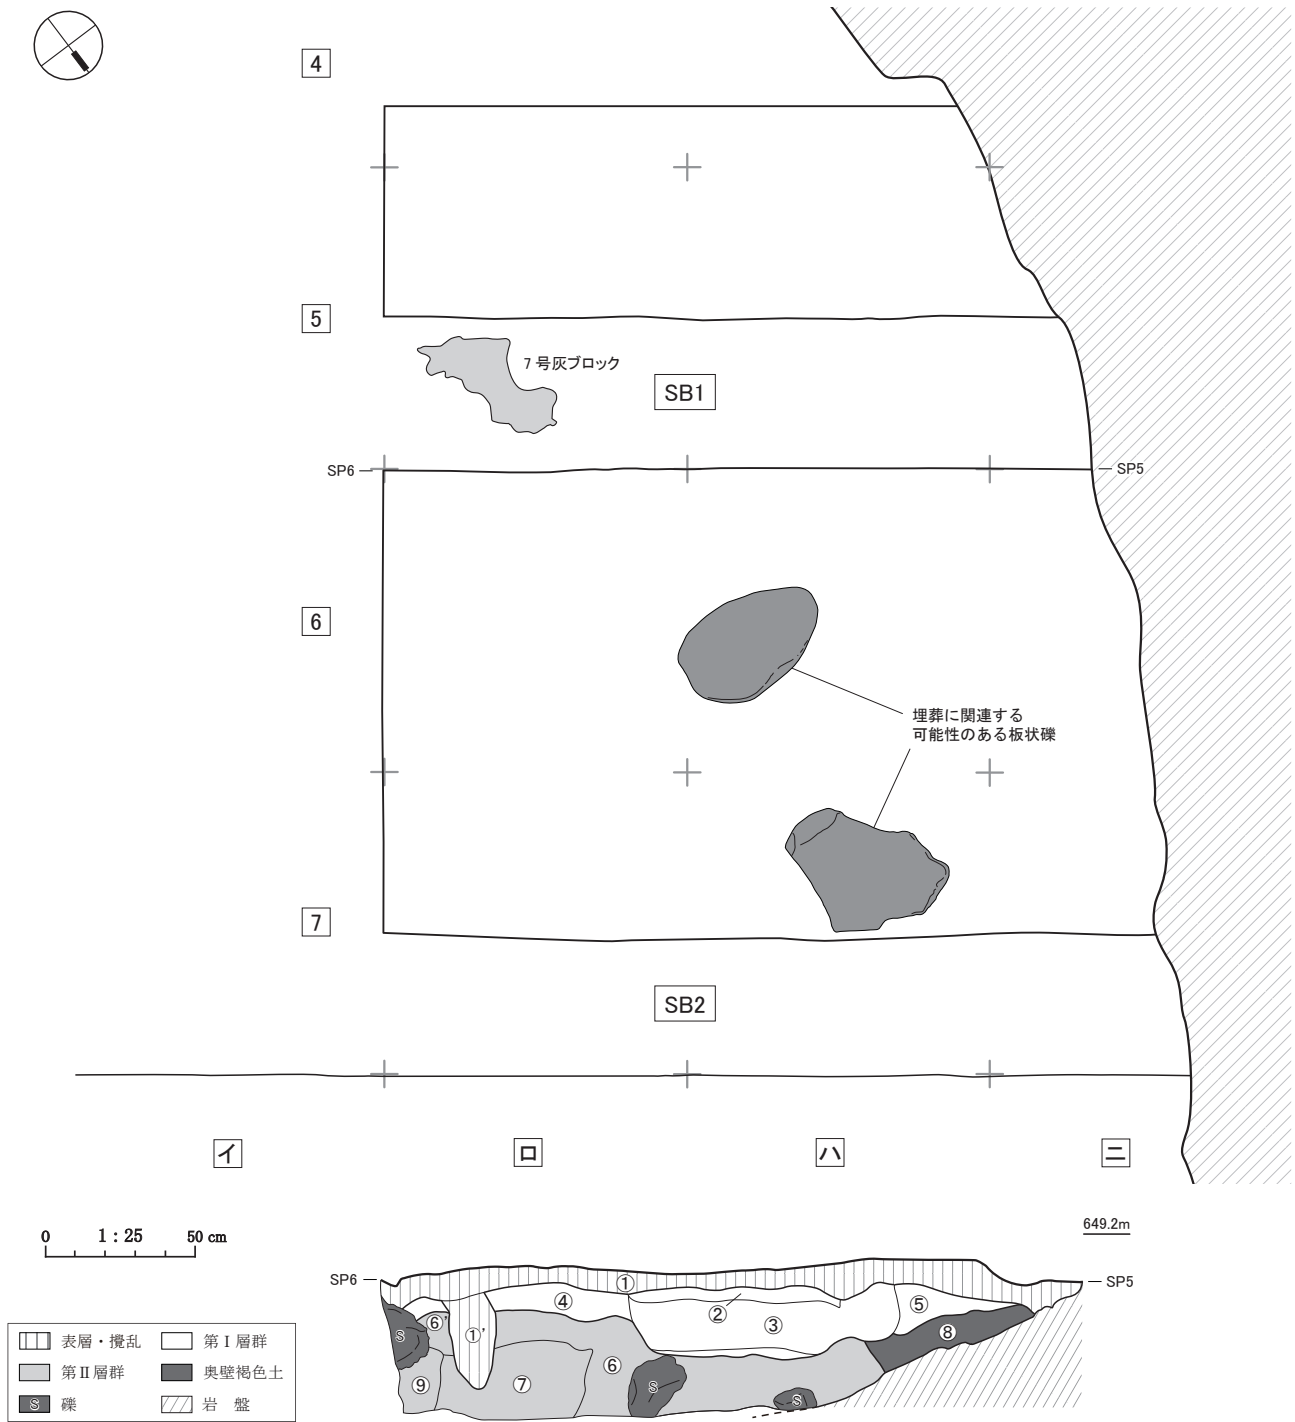 4
5
7号灰ブロック
SB1
SP6
SP5
6
埋葬に関連する
可能性のある板状礫
7
SB2
イ
ロ
ハ
ニ
0 1:25 50 cm
649.2m
SP6
SP5
①
②
③
④
⑤
⑥
⑥’
①’
⑦
⑧
⑨
S
S
S
表層・攪乱 第Ⅰ層群
第Ⅱ層群 奥壁褐色土
S 礫 岩盤